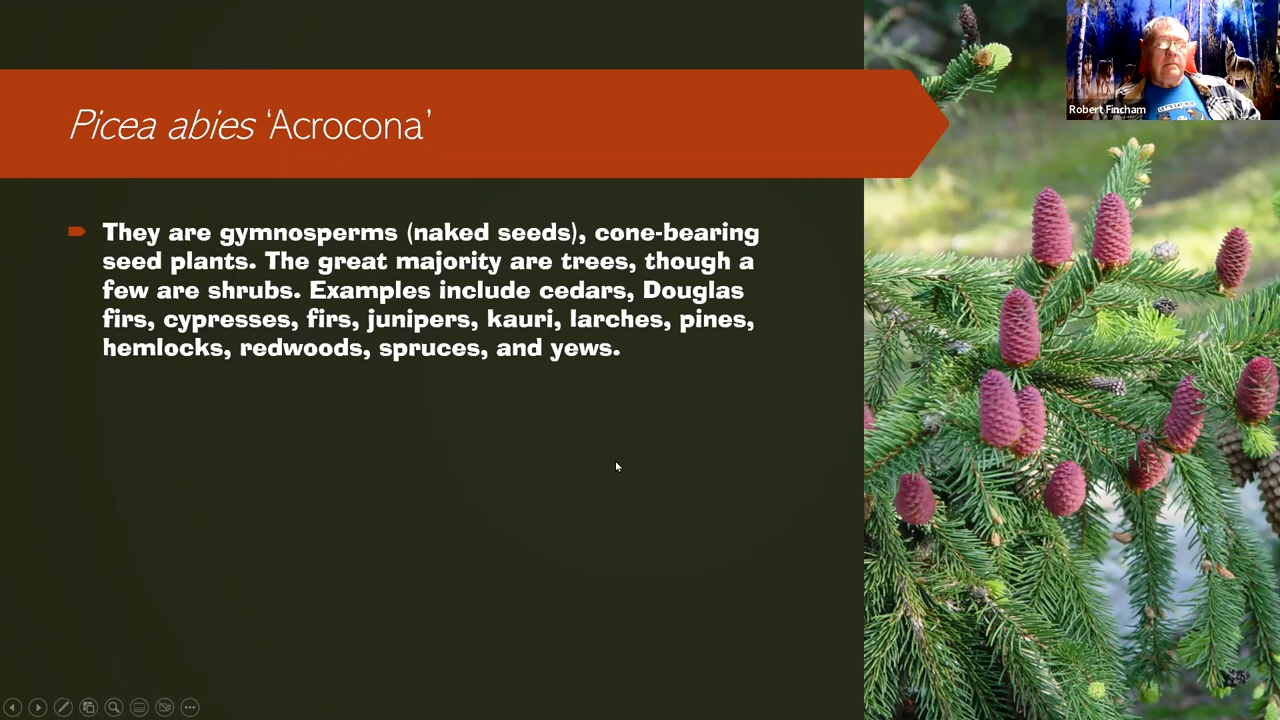 Picea abies ‘Acrocona’
They are gymnosperms (naked seeds), cone-bearing
seed plants. The great majority are trees, though a
few are shrubs. Examples include cedars, Douglas
firs, cypresses, firs, junipers, kauri, larches, pines,
hemlocks, redwoods, spruces, and yews.
Robert Fincham